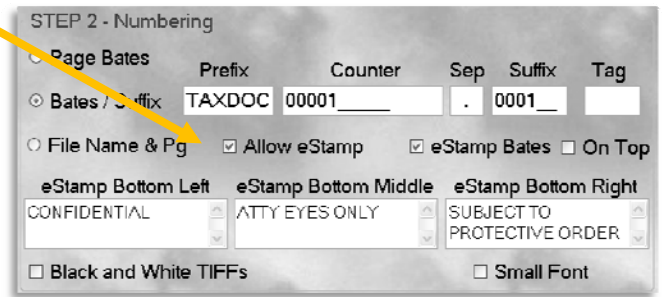 STEP 2 - Numbering
Page Bates
Prefix Counter Sep Suffix Tag
Bates / Suffix TAXDOC 00001_____ . 0001__
File Name & Pg Allow eStamp eStamp Bates On Top
eStamp Bottom Left eStamp Bottom Middle eStamp Bottom Right
CONFIDENTIAL ATTY EYES ONLY SUBJECT TO
PROTECTIVE ORDER
Black and White TIFFs Small Font